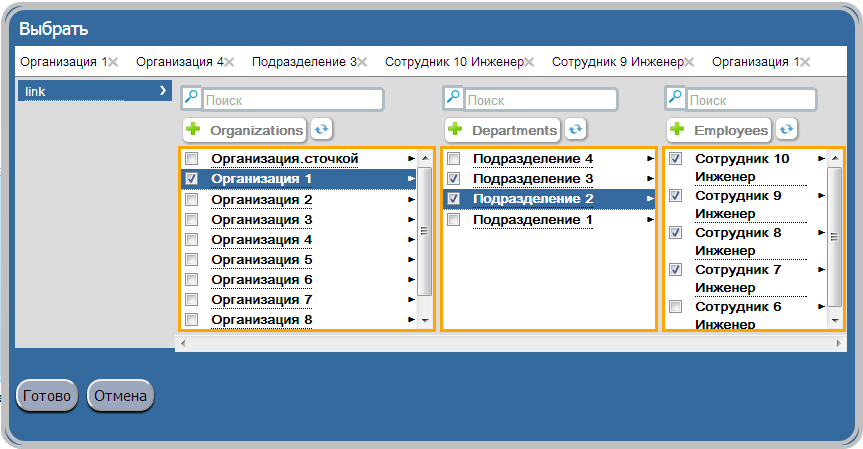 Выбрать
Организация 1 Организация 4 Подразделение 3 Сотрудник 10 Инженер Сотрудник 9 Инженер Организация 1
link
Поиск
Organizations
Организация.сточкой
Организация 1
Организация 2
Организация 3
Организация 4
Организация 5
Организация 6
Организация 7
Организация 8
Поиск
Departments
Подразделение 4
Подразделение 3
Подразделение 2
Подразделение 1
Поиск
Employees
Сотрудник 10
Инженер
Сотрудник 9
Инженер
Сотрудник 8
Инженер
Сотрудник 7
Инженер
Сотрудник 6
Инженер
Готово Отмена